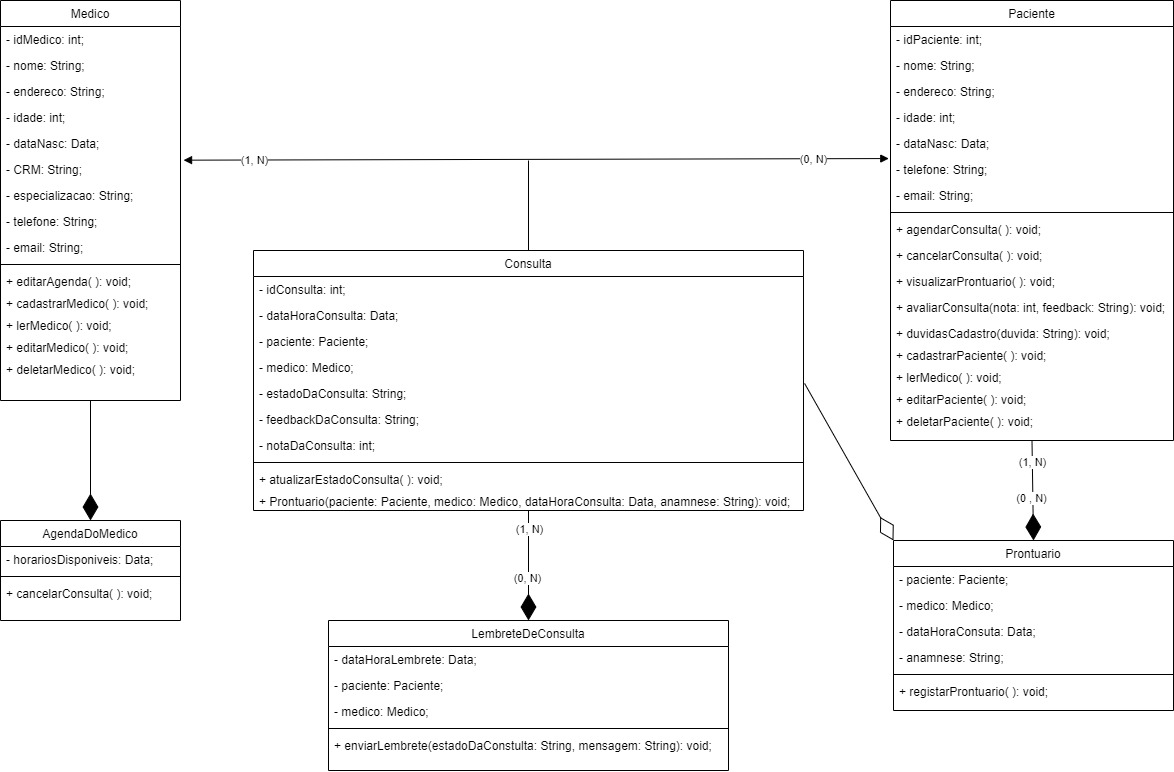 Medico
- idMedico: int;
- nome: String;
- endereco: String;
- idade: int;
- dataNasc: Data;
- CRM: String;
- especializacao: String;
- telefone: String;
- email: String;
+ editarAgenda( ): void;
+ cadastrarMedico( ): void;
+ lerMedico( ): void;
+ editarMedico( ): void;
+ deletarMedico( ): void;
(1, N)
(0, N)
Paciente
- idPaciente: int;
- nome: String;
- endereco: String;
- idade: int;
- dataNasc: Data;
- telefone: String;
- email: String;
+ agendarConsulta( ): void;
+ cancelarConsulta( ): void;
+ visualizarProntuario( ): void;
+ avaliarConsulta(nota: int, feedback: String): void;
+ duvidasCadastro(duvida: String): void;
+ cadastrarPaciente( ): void;
+ lerMedico( ): void;
+ editarPaciente( ): void;
+ deletarPaciente( ): void;
Consulta
- idConsulta: int;
- dataHoraConsulta: Data;
- paciente: Paciente;
- medico: Medico;
- estadoDaConsulta: String;
- feedbackDaConsulta: String;
- notaDaConsulta: int;
+ atualizarEstadoConsulta( ): void;
+ Prontuario(paciente: Paciente, medico: Medico, dataHoraConsulta: Data, anamnese: String): void;
(1, N)
(0 , N)
AgendaDoMedico
- horariosDisponiveis: Data;
+ cancelarConsulta( ): void;
(1, N)
(0, N)
LembreteDeConsulta
- dataHoraLembrete: Data;
- paciente: Paciente;
- medico: Medico;
+ enviarLembrete(estadoDaConstulta: String, mensagem: String): void;
Prontuario
- paciente: Paciente;
- medico: Medico;
- dataHoraConsuta: Data;
- anamnese: String;
+ registarProntuario( ): void;